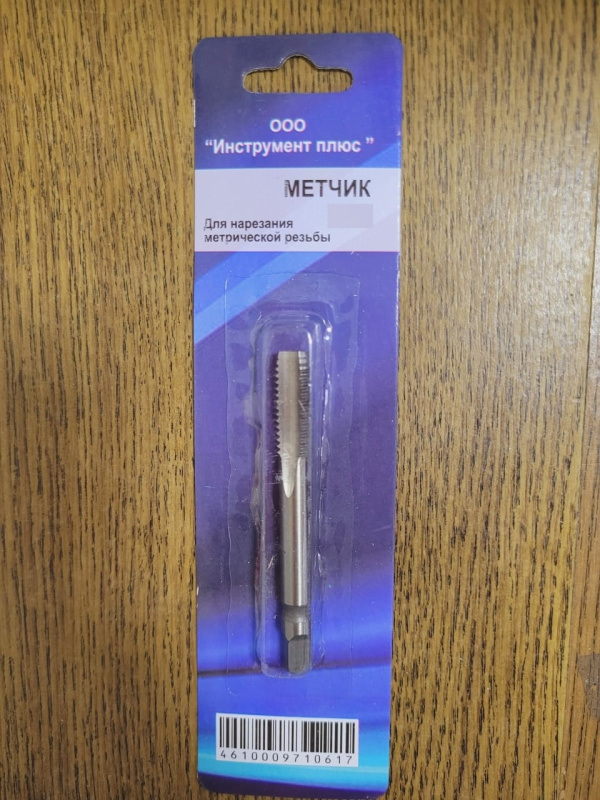 ООО
“Инструмент плюс ”
МЕТЧИК
Для нарезания
метрической резьбы
4610009710617